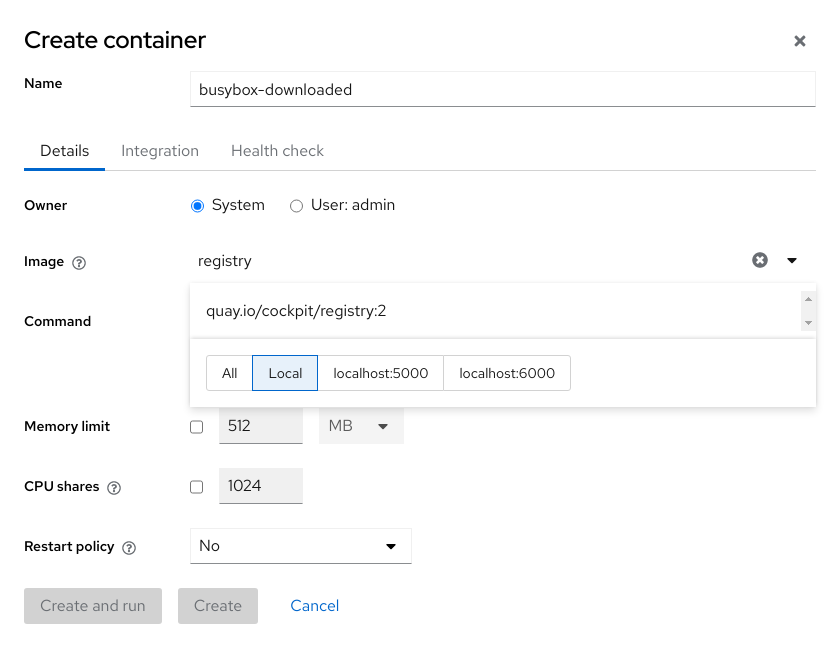 Create container
Name
busybox-downloaded
Details Integration Health check
Owner
System User: admin
Image
registry
quay.io/cockpit/registry:2
Command
All Local localhost:5000 localhost:6000
Memory limit
512 MB
CPU shares
1024
Restart policy
No
Create and run Create Cancel